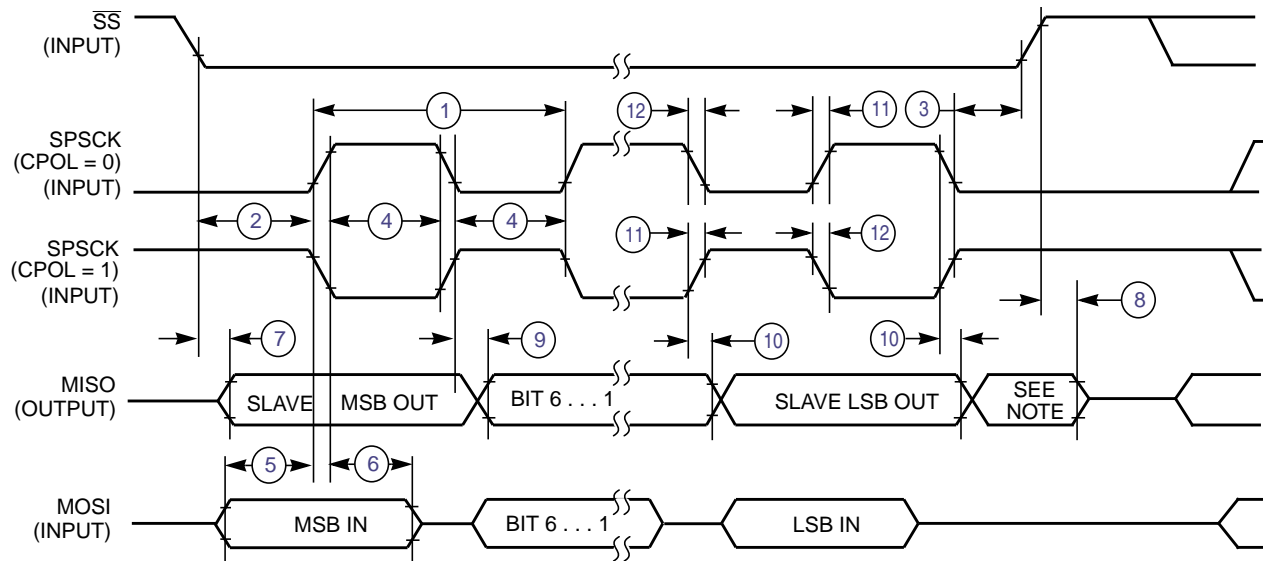 SS
(INPUT)
1
12
11
3
SPSCK
(CPOL = 0)
(INPUT)
2
4
4
SPSCK
(CPOL = 1)
(INPUT)
11
12
8
7
9
10
10
MISO
(OUTPUT)
SLAVE
MSB OUT
BIT 6 . . . 1
SLAVE LSB OUT
SEE
NOTE
5
6
MOSI
(INPUT)
MSB IN
BIT 6 . . . 1
LSB IN